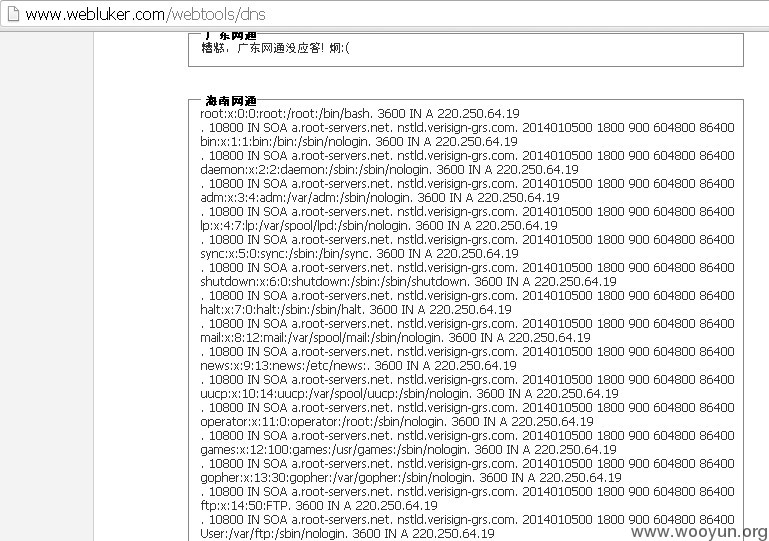 www.webluker.com/webtools/dns
广东网通
糟糕，广东网通没应答! 炯:(
海南网通
root:x:0:0:root:/root:/bin/bash. 3600 IN A 220.250.64.19
. 10800 IN SOA a.root-servers.net. nstld.verisign-grs.com. 2014010500 1800 900 604800 86400
bin:x:1:1:bin:/bin:/sbin/nologin. 3600 IN A 220.250.64.19
. 10800 IN SOA a.root-servers.net. nstld.verisign-grs.com. 2014010500 1800 900 604800 86400
daemon:x:2:2:daemon:/sbin:/sbin/nologin. 3600 IN A 220.250.64.19
. 10800 IN SOA a.root-servers.net. nstld.verisign-grs.com. 2014010500 1800 900 604800 86400
adm:x:3:4:adm:/var/adm:/sbin/nologin. 3600 IN A 220.250.64.19
. 10800 IN SOA a.root-servers.net. nstld.verisign-grs.com. 2014010500 1800 900 604800 86400
lp:x:4:7:lp:/var/spool/lpd:/sbin/nologin. 3600 IN A 220.250.64.19
. 10800 IN SOA a.root-servers.net. nstld.verisign-grs.com. 2014010500 1800 900 604800 86400
sync:x:5:0:sync:/sbin:/bin/sync. 3600 IN A 220.250.64.19
. 10800 IN SOA a.root-servers.net. nstld.verisign-grs.com. 2014010500 1800 900 604800 86400
shutdown:x:6:0:shutdown:/sbin:/sbin/shutdown. 3600 IN A 220.250.64.19
. 10800 IN SOA a.root-servers.net. nstld.verisign-grs.com. 2014010500 1800 900 604800 86400
halt:x:7:0:halt:/sbin:/sbin/halt. 3600 IN A 220.250.64.19
. 10800 IN SOA a.root-servers.net. nstld.verisign-grs.com. 2014010500 1800 900 604800 86400
mail:x:8:12:mail:/var/spool/mail:/sbin/nologin. 3600 IN A 220.250.64.19
. 10800 IN SOA a.root-servers.net. nstld.verisign-grs.com. 2014010500 1800 900 604800 86400
news:x:9:13:news:/etc/news:. 3600 IN A 220.250.64.19
. 10800 IN SOA a.root-servers.net. nstld.verisign-grs.com. 2014010500 1800 900 604800 86400
uucp:x:10:14:uucp:/var/spool/uucp:/sbin/nologin. 3600 IN A 220.250.64.19
. 10800 IN SOA a.root-servers.net. nstld.verisign-grs.com. 2014010500 1800 900 604800 86400
operator:x:11:0:operator:/root:/sbin/nologin. 3600 IN A 220.250.64.19
. 10800 IN SOA a.root-servers.net. nstld.verisign-grs.com. 2014010500 1800 900 604800 86400
games:x:12:100:games:/usr/games:/sbin/nologin. 3600 IN A 220.250.64.19
. 10800 IN SOA a.root-servers.net. nstld.verisign-grs.com. 2014010500 1800 900 604800 86400
gopher:x:13:30:gopher:/var/gopher:/sbin/nologin. 3600 IN A 220.250.64.19
. 10800 IN SOA a.root-servers.net. nstld.verisign-grs.com. 2014010500 1800 900 604800 86400
ftp:x:14:50:FTP. 3600 IN A 220.250.64.19
. 10800 IN SOA a.root-servers.net. nstld.verisign-grs.com. 2014010500 1800 900 604800 86400
User:/var/ftp:/sbin/nologin. 3600 IN A 220.250.64.19
www.wooyun.org